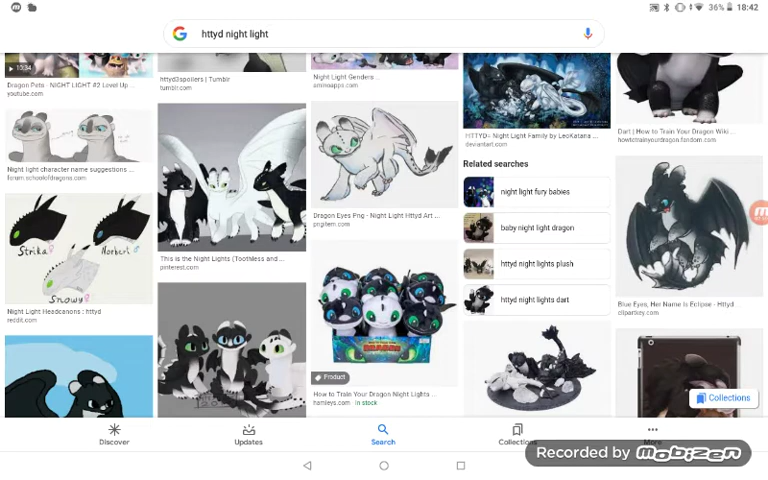 36% 18:42
httyd night light
10:34
Dragon Pets - NIGHT LIGHT #2 Level Up ...
youtube.com
Night light character name suggestions ...
forum.schoolofdragons.com
Strika
Norbert
Snowy
Night Light Headcanons : httyd
reddit.com
httyd3spoilers | Tumblr
tumblr.com
This is the Night Lights (Toothless and ...
pinterest.com
Night Light Genders ...
aminoapps.com
Dragon Eyes Png - Night Light Httyd Art ...
pngitem.com
DRAGON
Product
How to Train Your Dragon Night Lights ...
hamleys.com · In stock
HTTYD+ Night Light Family by LeoKatarina ...
deviantart.com
Related searches
night light fury babies
baby night light dragon
httyd night lights plush
httyd night lights dart
Dart | How to Train Your Dragon Wiki ...
howtotrainyourdragon.fandom.com
Blue Eyes, Her Name Is Eclipse - Httyd
clipartkey.com
Collections
Discover
Updates
Search
Collections
More
Recorded by mobizen